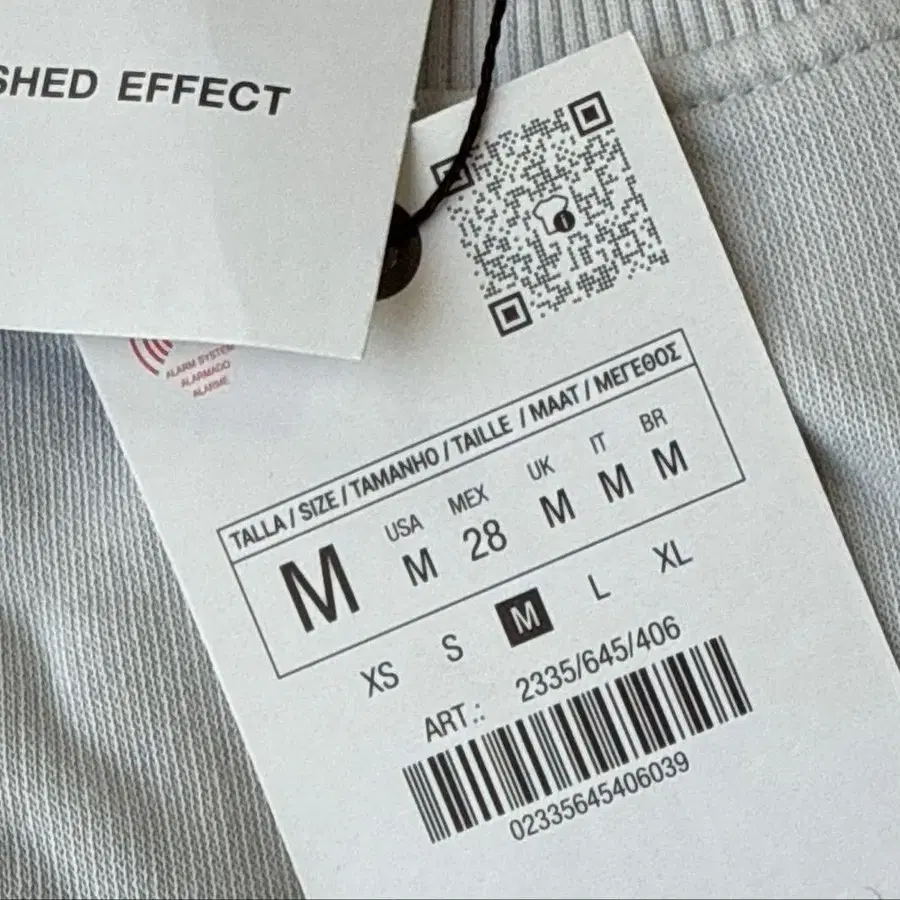 SHED EFFECT
ALARM SYSTEM
ALARMADO
ALARME
TALLA / SIZE / TAMANHO / TAILLE / MAAT / ΜΕΓΕΘΟΣ
USA MEX UK IT BR
M M 28 M M M
XS S M L XL
ART.: 2335/645/406
02335645406039